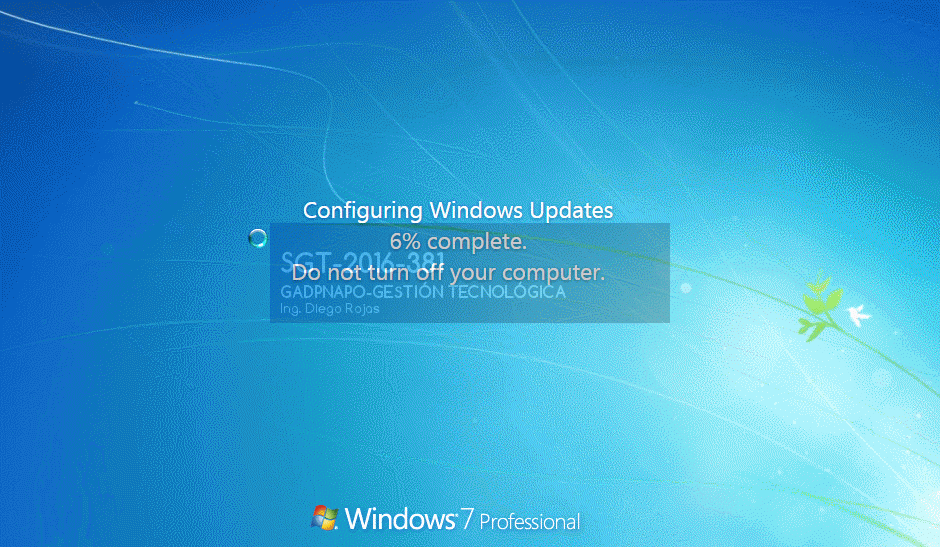 Configuring Windows Updates
6% complete.
SGT-2016-381
Do not turn off your computer.
GADPNAPO-GESTIÓN TECNOLÓGICA
Ing. Diego Rojas
Windows 7 Professional